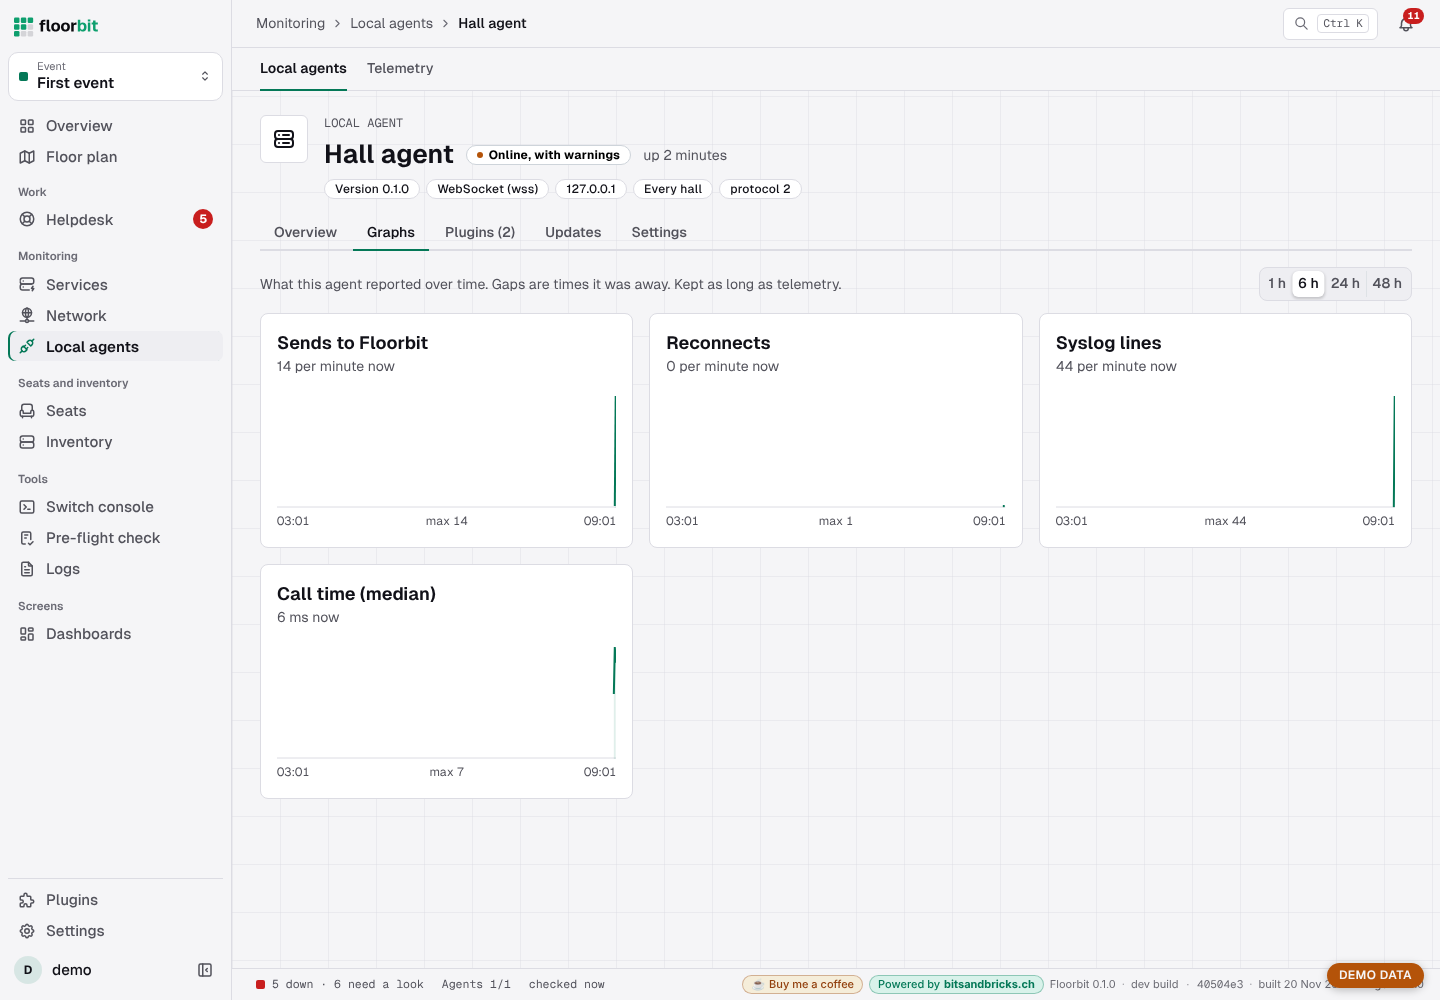 floorbit
Event
First event
Overview
Floor plan
Work
Helpdesk
5
Monitoring
Services
Network
Local agents
Seats and inventory
Seats
Inventory
Tools
Switch console
Pre-flight check
Logs
Screens
Dashboards
Plugins
Settings
D
demo
Monitoring
Local agents
Hall agent
Ctrl K
11
Local agents
Telemetry
LOCAL AGENT
Hall agent
Online, with warnings
up 2 minutes
Version 0.1.0
WebSocket (wss)
127.0.0.1
Every hall
protocol 2
Overview
Graphs
Plugins (2)
Updates
Settings
What this agent reported over time. Gaps are times it was away. Kept as long as telemetry.
1 h
6 h
24 h
48 h
Sends to Floorbit
14 per minute now
03:01
max 14
09:01
Reconnects
0 per minute now
03:01
max 1
09:01
Syslog lines
44 per minute now
03:01
max 44
09:01
Call time (median)
6 ms now
03:01
max 7
09:01
5 down · 6 need a look
Agents 1/1
checked now
Buy me a coffee
Powered by bitsandbricks.ch
Floorbit 0.1.0 · dev build · 40504e3 · built 20 Nov
DEMO DATA